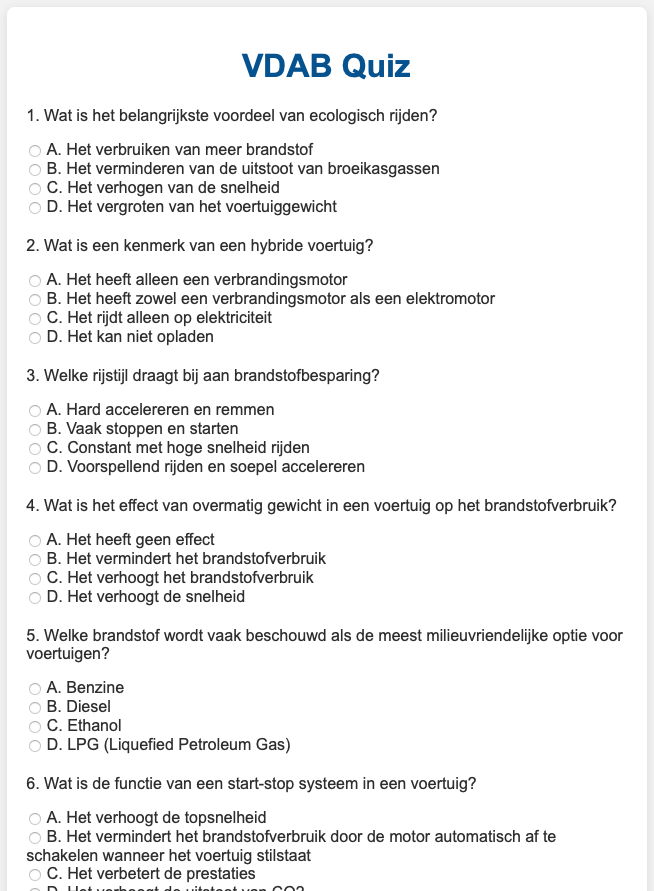 VDAB Quiz
1. Wat is het belangrijkste voordeel van ecologisch rijden?
A. Het verbruiken van meer brandstof
B. Het verminderen van de uitstoot van broeikasgassen
C. Het verhogen van de snelheid
D. Het vergroten van het voertuiggewicht
2. Wat is een kenmerk van een hybride voertuig?
A. Het heeft alleen een verbrandingsmotor
B. Het heeft zowel een verbrandingsmotor als een elektromotor
C. Het rijdt alleen op elektriciteit
D. Het kan niet opladen
3. Welke rijstijl draagt bij aan brandstofbesparing?
A. Hard accelereren en remmen
B. Vaak stoppen en starten
C. Constant met hoge snelheid rijden
D. Voorspellend rijden en soepel accelereren
4. Wat is het effect van overmatig gewicht in een voertuig op het brandstofverbruik?
A. Het heeft geen effect
B. Het vermindert het brandstofverbruik
C. Het verhoogt het brandstofverbruik
D. Het verhoogt de snelheid
5. Welke brandstof wordt vaak beschouwd als de meest milieuvriendelijke optie voor
voertuigen?
A. Benzine
B. Diesel
C. Ethanol
D. LPG (Liquefied Petroleum Gas)
6. Wat is de functie van een start-stop systeem in een voertuig?
A. Het verhoogt de topsnelheid
B. Het vermindert het brandstofverbruik door de motor automatisch af te
schakelen wanneer het voertuig stilstaat
C. Het verbetert de prestaties
D. Het verhoogt de uitstoot van CO2